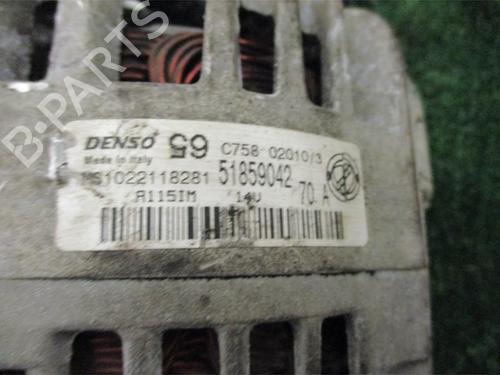 B-PARTS
DENSO 65 C758 02010/3
Made in Italy
MS1022118281 51859042
A115IM 14V 70 A